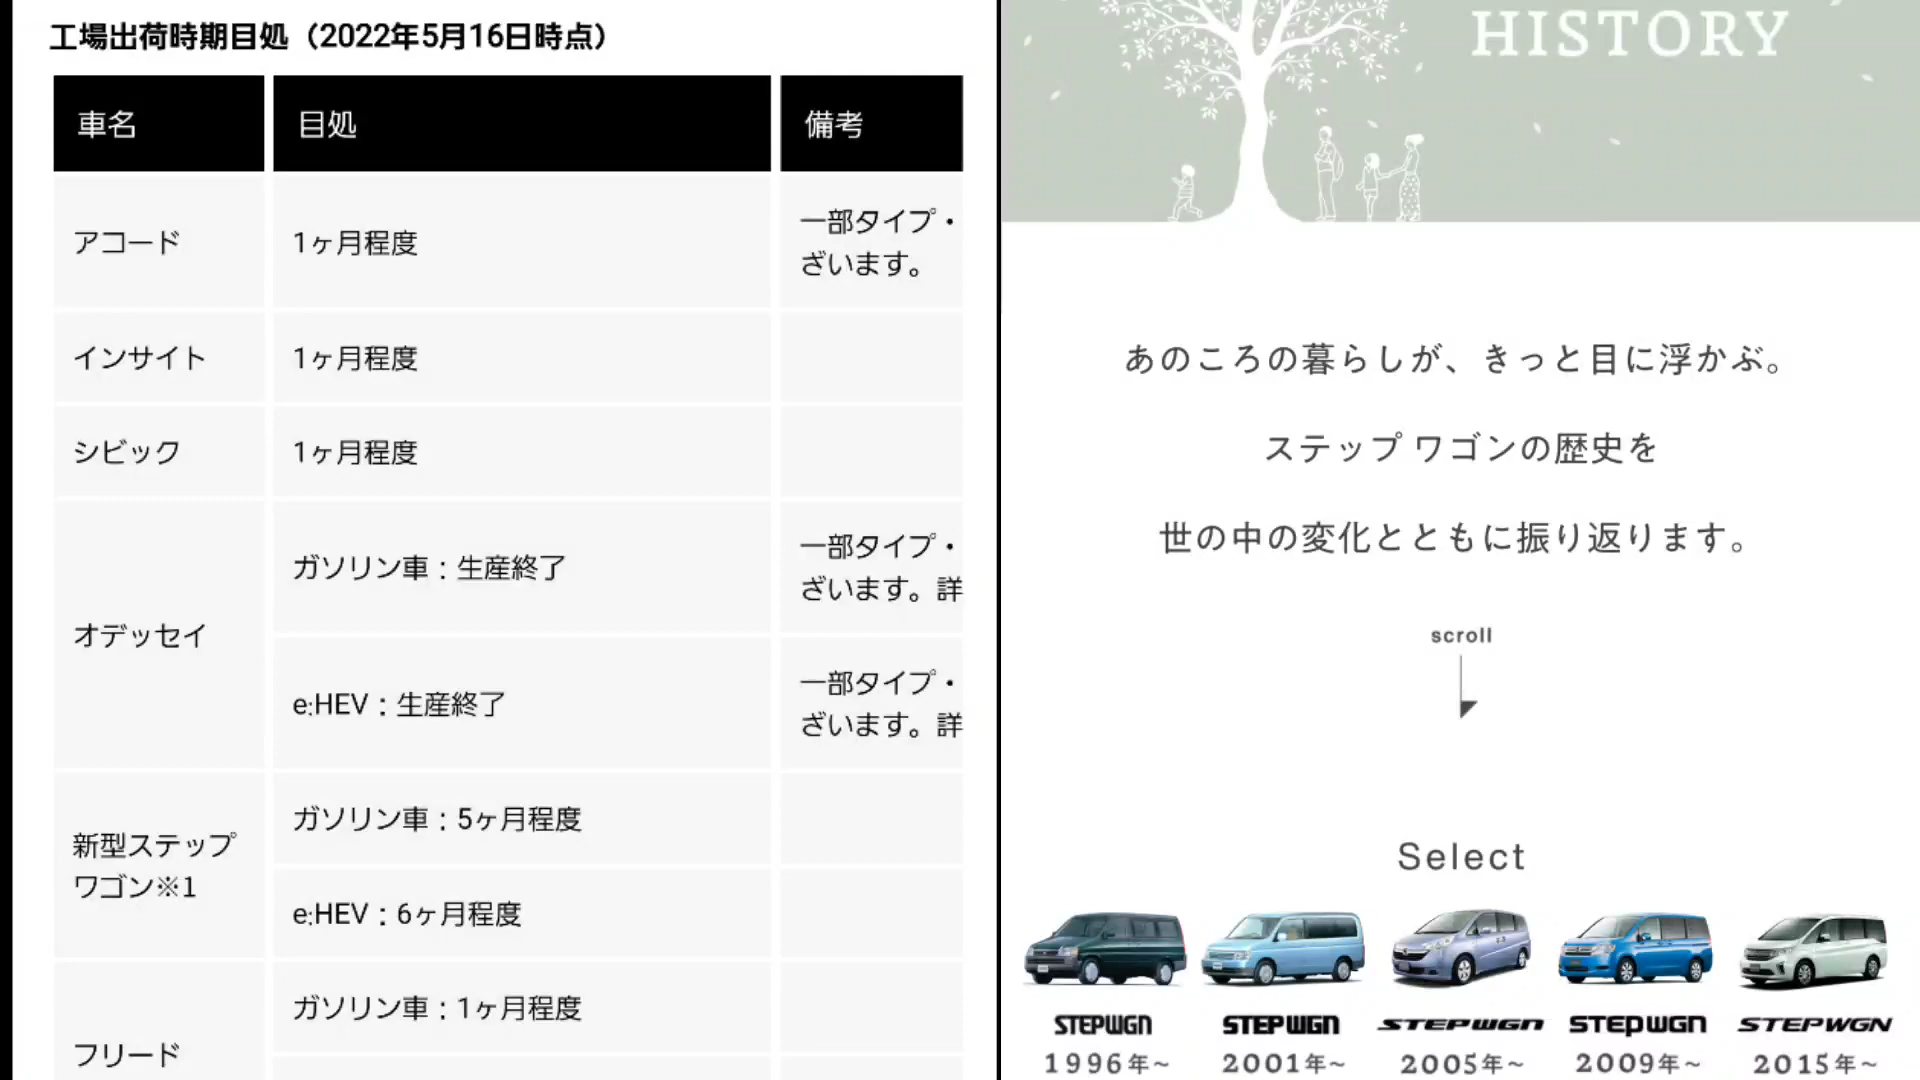 工場出荷時期目処（2022年5月16日時点）
車名
目処
備考
アコード
1ヶ月程度
一部タイプ・
ざいます。
インサイト
1ヶ月程度
シビック
1ヶ月程度
オデッセイ
ガソリン車：生産終了
一部タイプ・
ざいます。詳
e:HEV：生産終了
一部タイプ・
ざいます。詳
新型ステップ
ワゴン※1
ガソリン車：5ヶ月程度
e:HEV：6ヶ月程度
フリード
ガソリン車：1ヶ月程度
HISTORY
あのころの暮らしが、きっと目に浮かぶ。
ステップ ワゴンの歴史を
世の中の変化とともに振り返ります。
scroll
Select
STEPWGN
1996年~
STEPWGN
2001年~
STEPWGN
2005年~
STEPWGN
2009年~
STEPWGN
2015年~